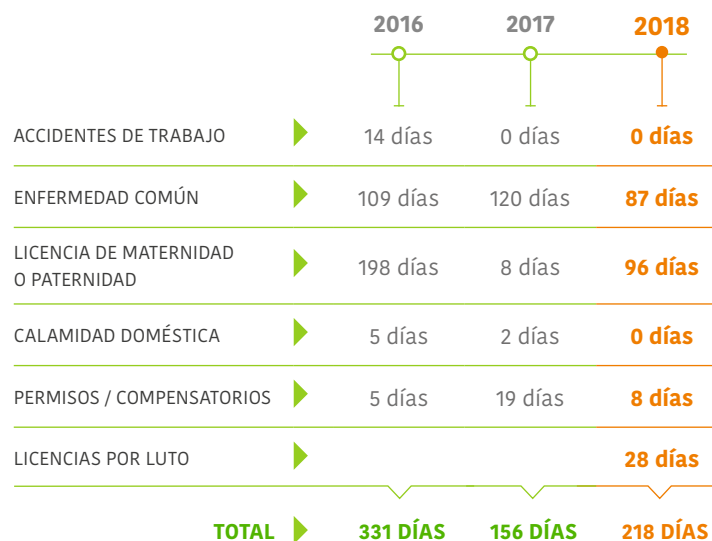 2016 2017 2018
ACCIDENTES DE TRABAJO 14 días 0 días 0 días
ENFERMEDAD COMÚN 109 días 120 días 87 días
LICENCIA DE MATERNIDAD
O PATERNIDAD 198 días 8 días 96 días
CALAMIDAD DOMÉSTICA 5 días 2 días 0 días
PERMISOS / COMPENSATORIOS 5 días 19 días 8 días
LICENCIAS POR LUTO 28 días
TOTAL 331 DÍAS 156 DÍAS 218 DÍAS